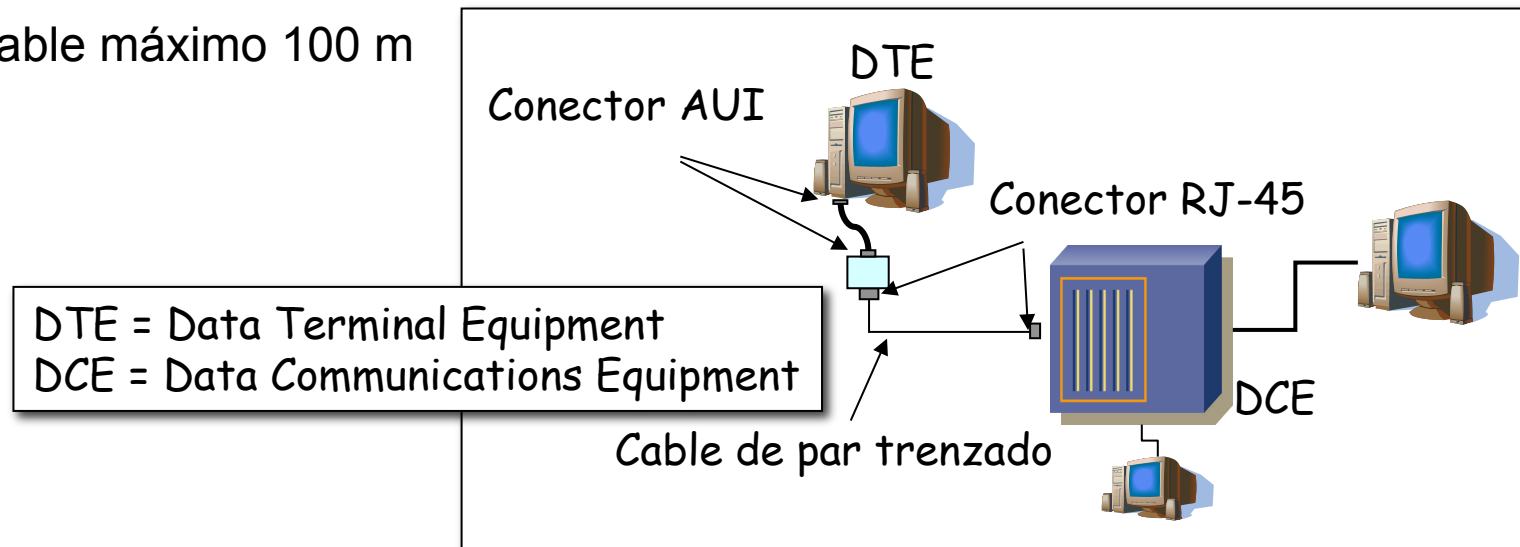 able máximo 100 m
DTE
Conector AUI
Conector RJ-45
DTE = Data Terminal Equipment
DCE = Data Communications Equipment
DCE
Cable de par trenzado